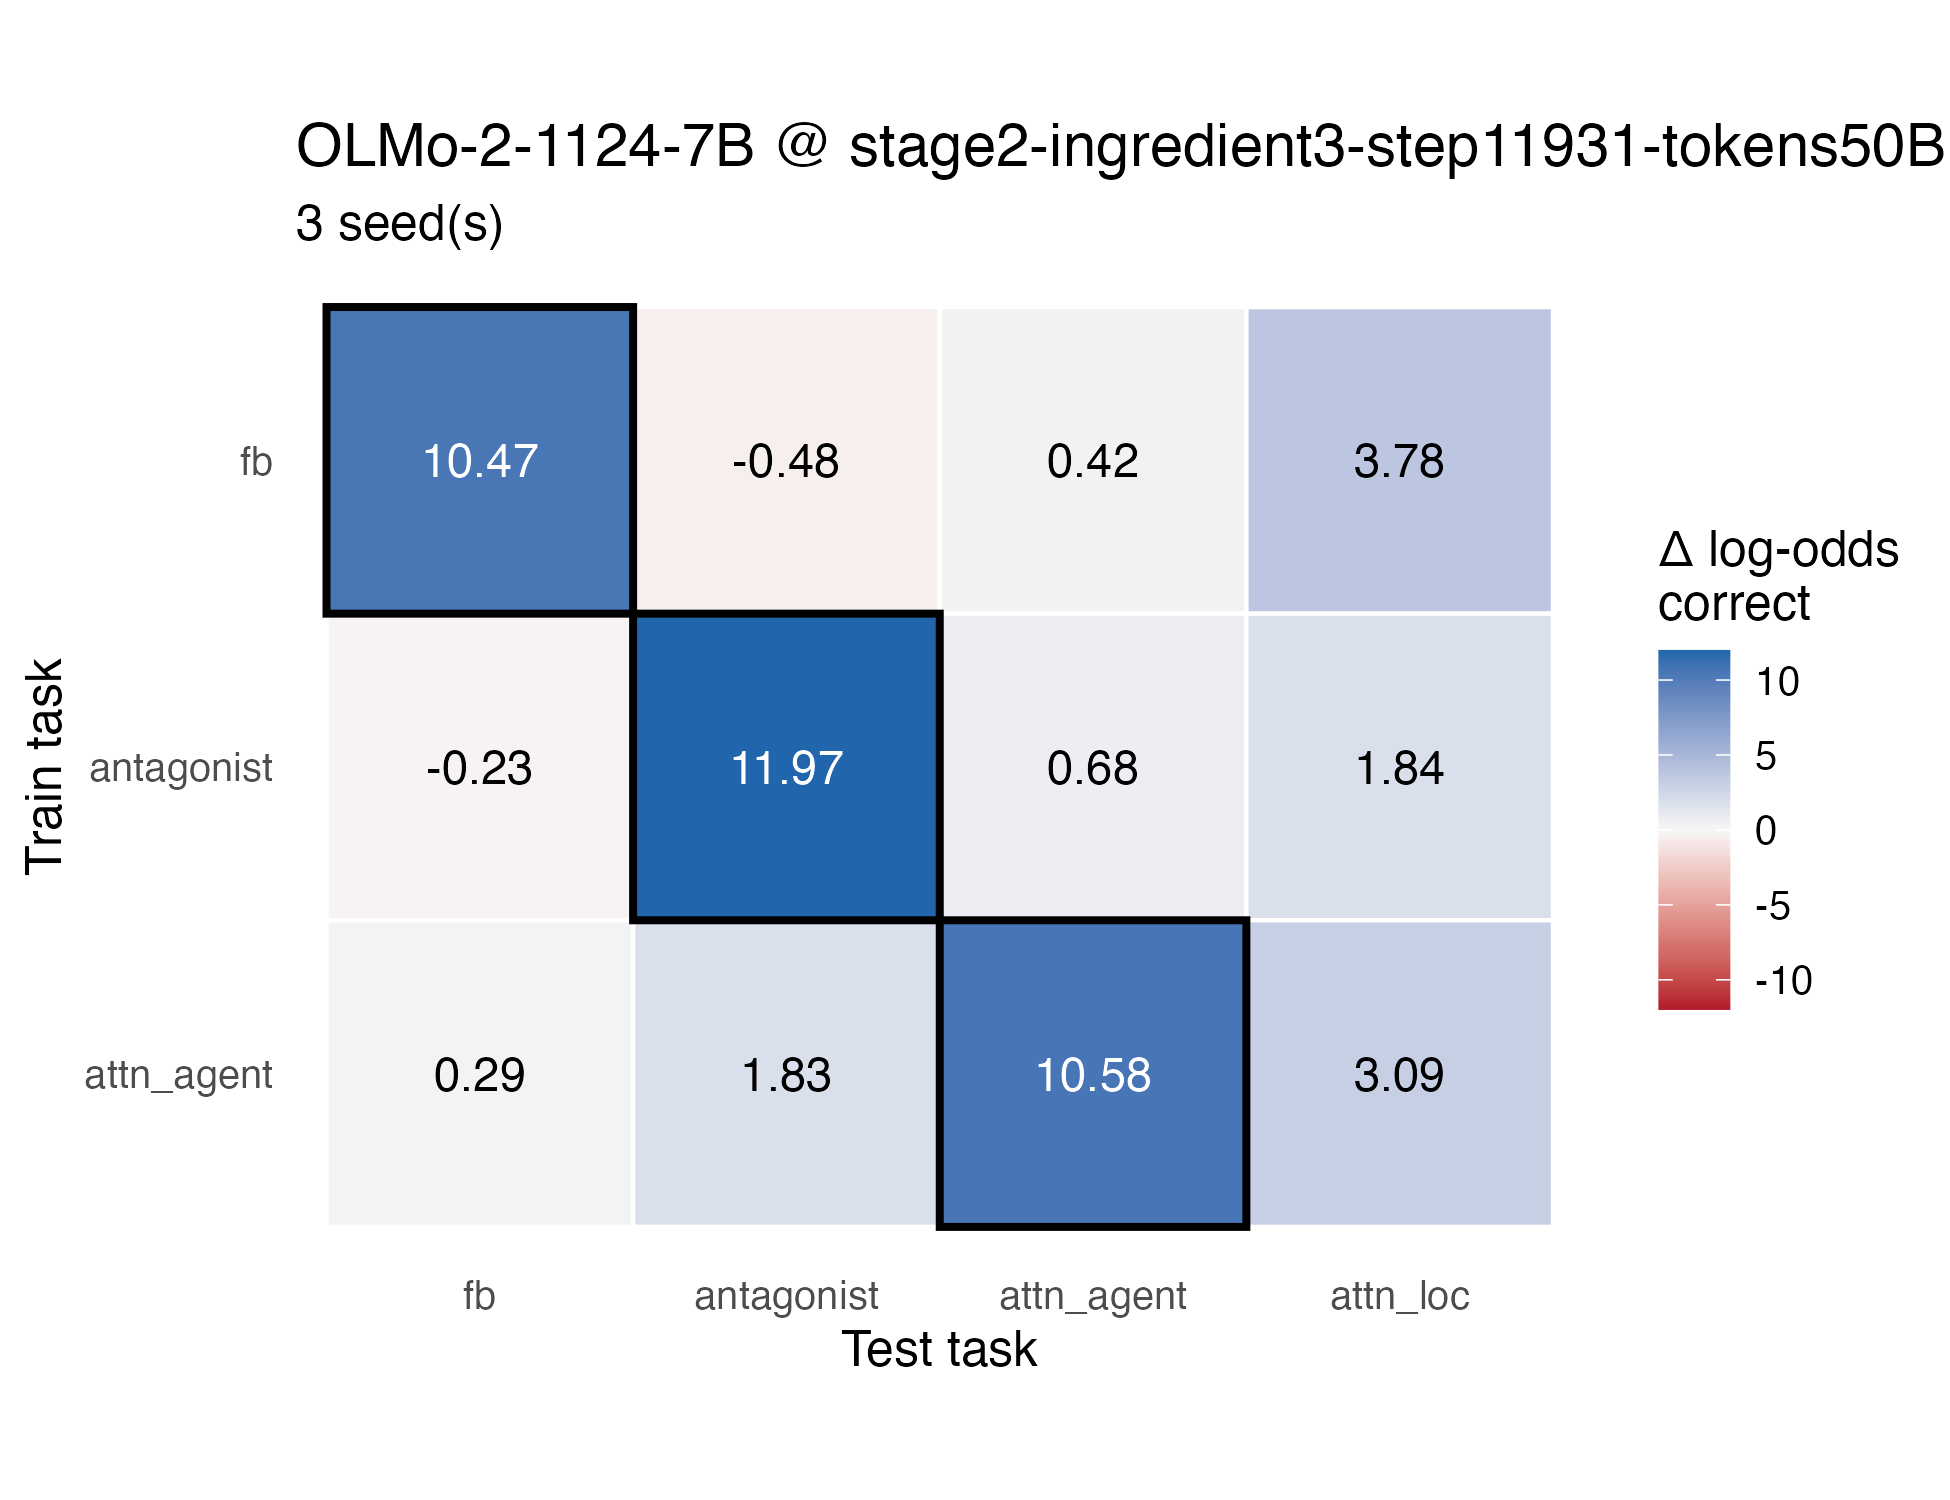 OLMo-2-1124-7B @ stage2-ingredient3-step11931-tokens50B
3 seed(s)
Train task
fb
10.47
-0.48
0.42
3.78
antagonist
-0.23
11.97
0.68
1.84
attn_agent
0.29
1.83
10.58
3.09
fb
antagonist
attn_agent
attn_loc
Test task
Δ log-odds
correct
10
5
0
-5
-10